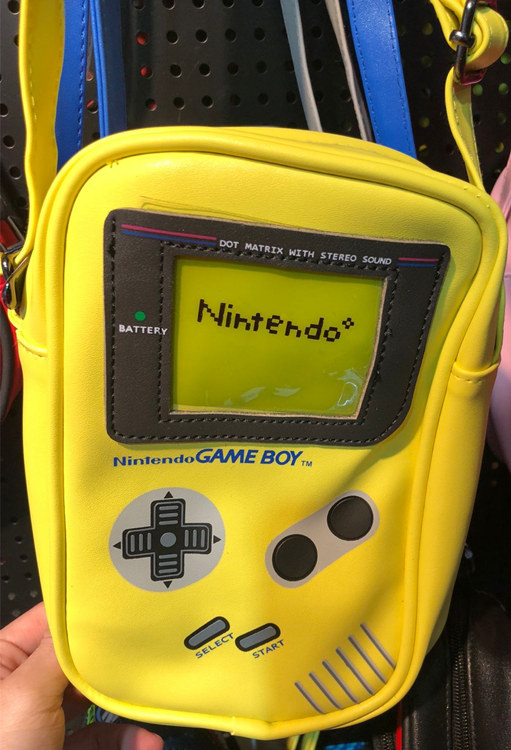 DOT MATRIX WITH STEREO SOUND
BATTERY
Nintendo®
Nintendo GAME BOY™
SELECT
START